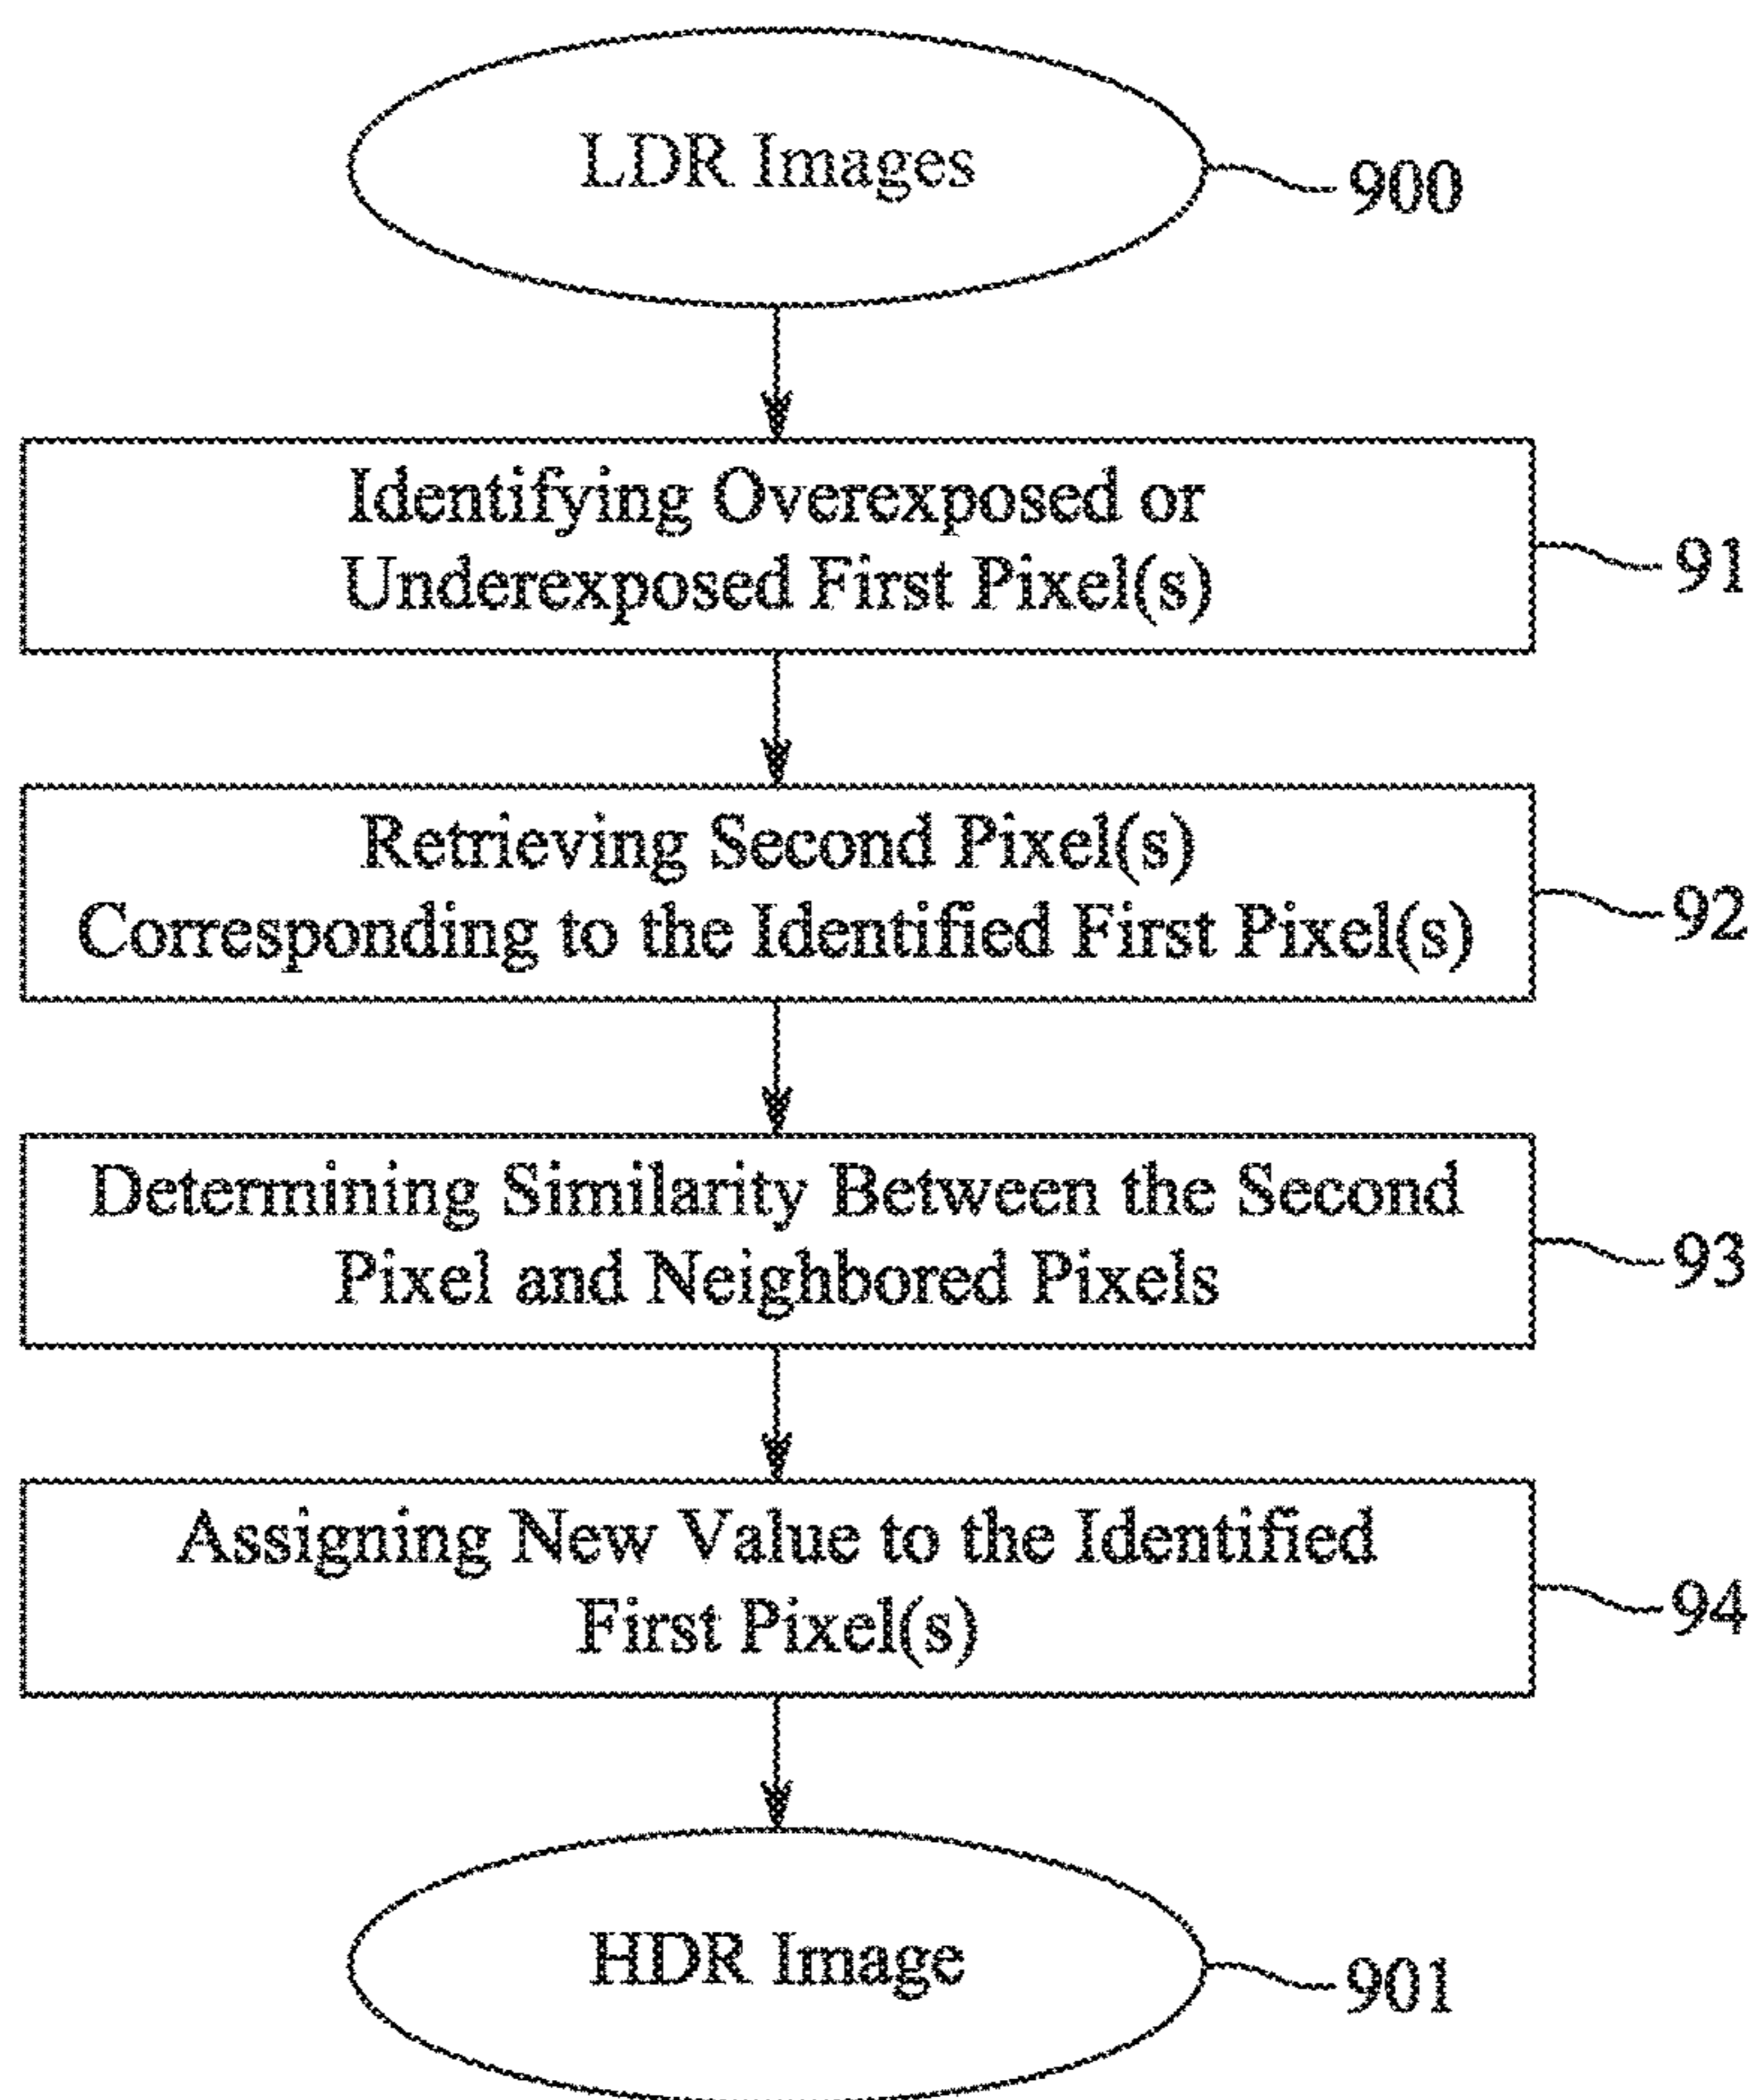 LDR Images
900
Identifying Overexposed or
Underexposed First Pixel(s)
91
Retrieving Second Pixel(s)
Corresponding to the Identified First Pixel(s)
92
Determining Similarity Between the Second
Pixel and Neighbored Pixels
93
Assigning New Value to the Identified
First Pixel(s)
94
HDR Image
901